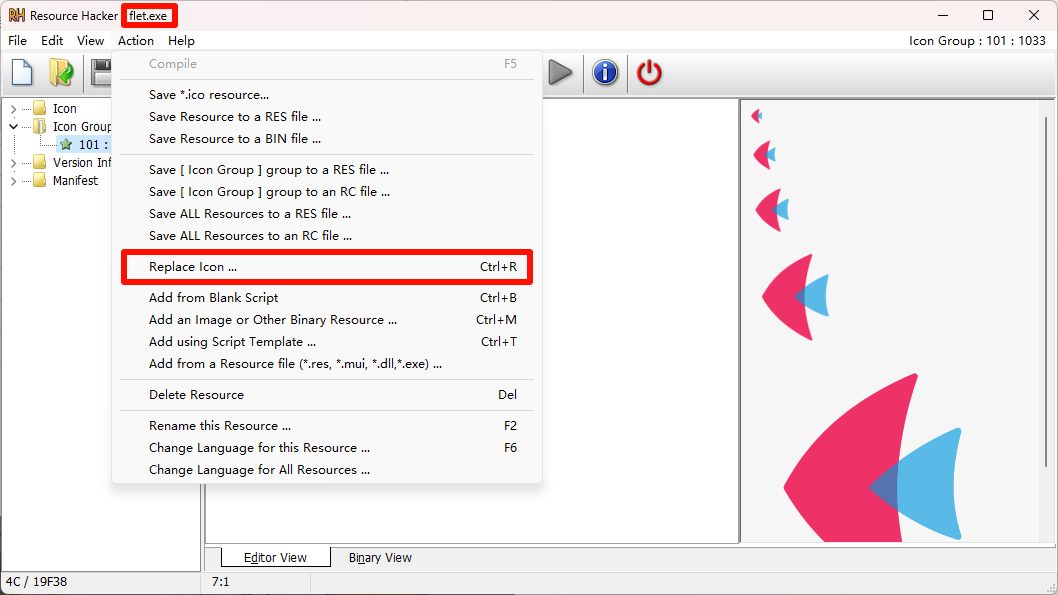 RH Resource Hacker flet.exe
File Edit View Action Help Icon Group : 101 : 1033
Compile F5
Save *.ico resource...
Save Resource to a RES file ...
Save Resource to a BIN file ...
Save [ Icon Group ] group to a RES file ...
Save [ Icon Group ] group to an RC file ...
Save ALL Resources to a RES file ...
Save ALL Resources to an RC file ...
Replace Icon ... Ctrl+R
Add from Blank Script Ctrl+B
Add an Image or Other Binary Resource ... Ctrl+M
Add using Script Template ... Ctrl+T
Add from a Resource file (*.res, *.mui, *.dll,*.exe) ...
Delete Resource Del
Rename this Resource ... F2
Change Language for this Resource ... F6
Change Language for All Resources ...
Icon
Icon Group
101 :
Version Inf
Manifest
Editor View Binary View
4C / 19F38 7:1